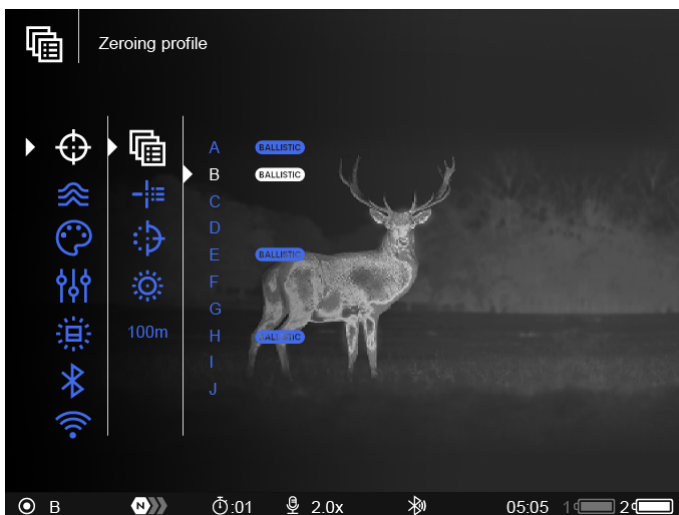 Zeroing profile
A BALLISTIC
B BALLISTIC
C
D
E BALLISTIC
F
G
100m H BALLISTIC
I
J
B N :01 2.0x 05:05 1 2